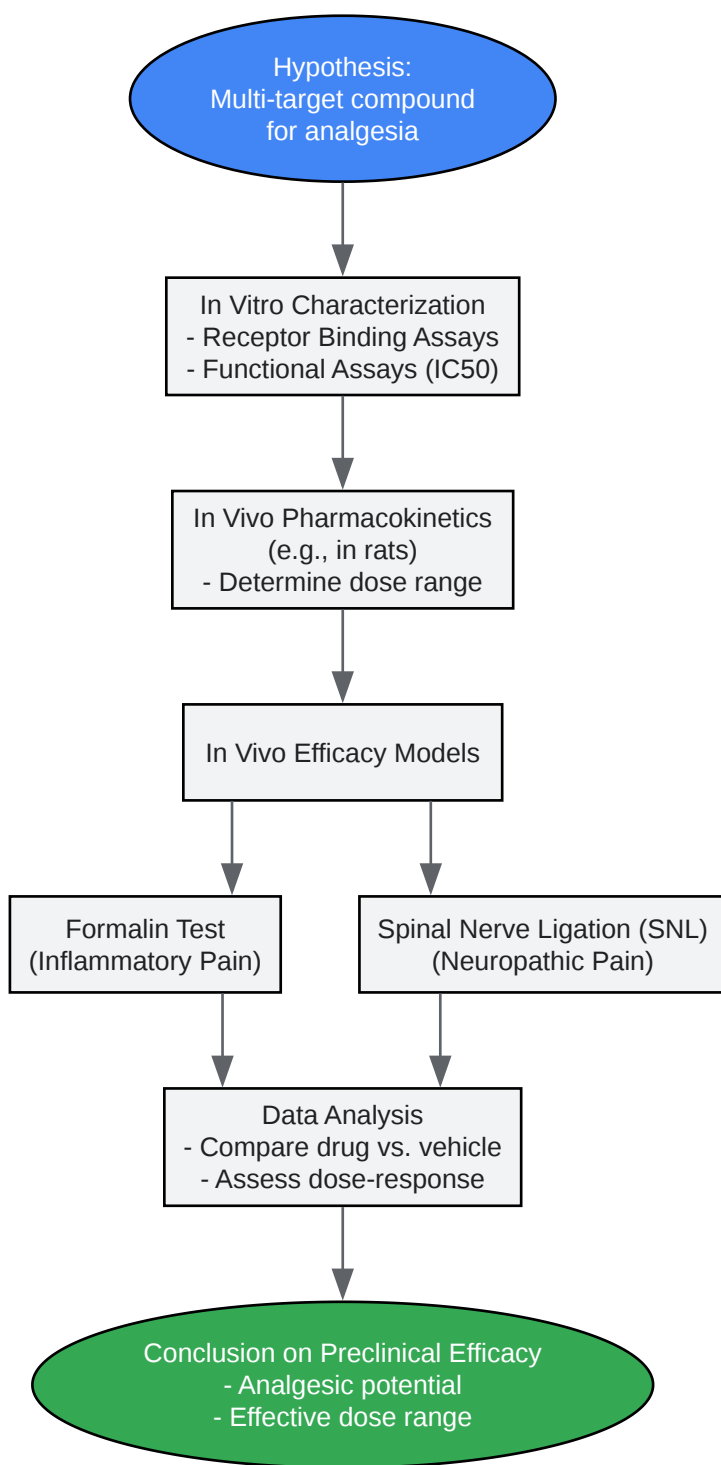 Hypothesis:
Multi-target compound
for analgesia
In Vitro Characterization
- Receptor Binding Assays
- Functional Assays (IC50)
In Vivo Pharmacokinetics
(e.g., in rats)
- Determine dose range
In Vivo Efficacy Models
Formalin Test
(Inflammatory Pain)
Spinal Nerve Ligation (SNL)
(Neuropathic Pain)
Data Analysis
- Compare drug vs. vehicle
- Assess dose-response
Conclusion on Preclinical Efficacy
- Analgesic potential
- Effective dose range